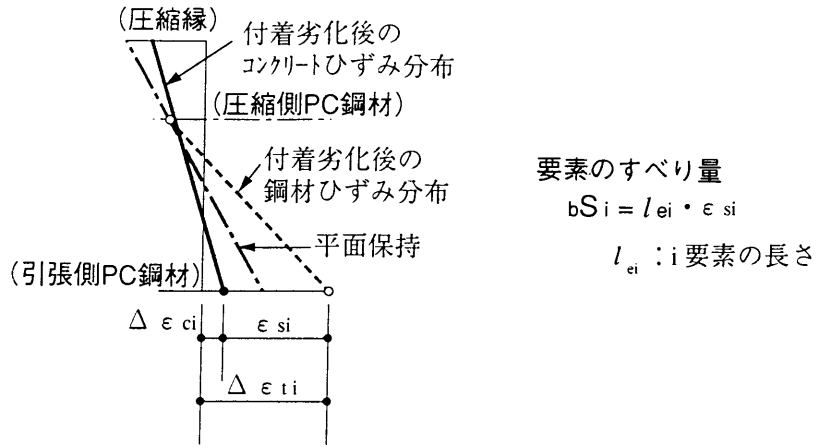 (圧縮縁)
付着劣化後の
コンクリートひずみ分布
(圧縮側PC鋼材)
付着劣化後の
鋼材ひずみ分布
平面保持
(引張側PC鋼材)
Δεci
εsi
Δεti
要素のすべり量
bSi=lei・εsi
lei：i要素の長さ